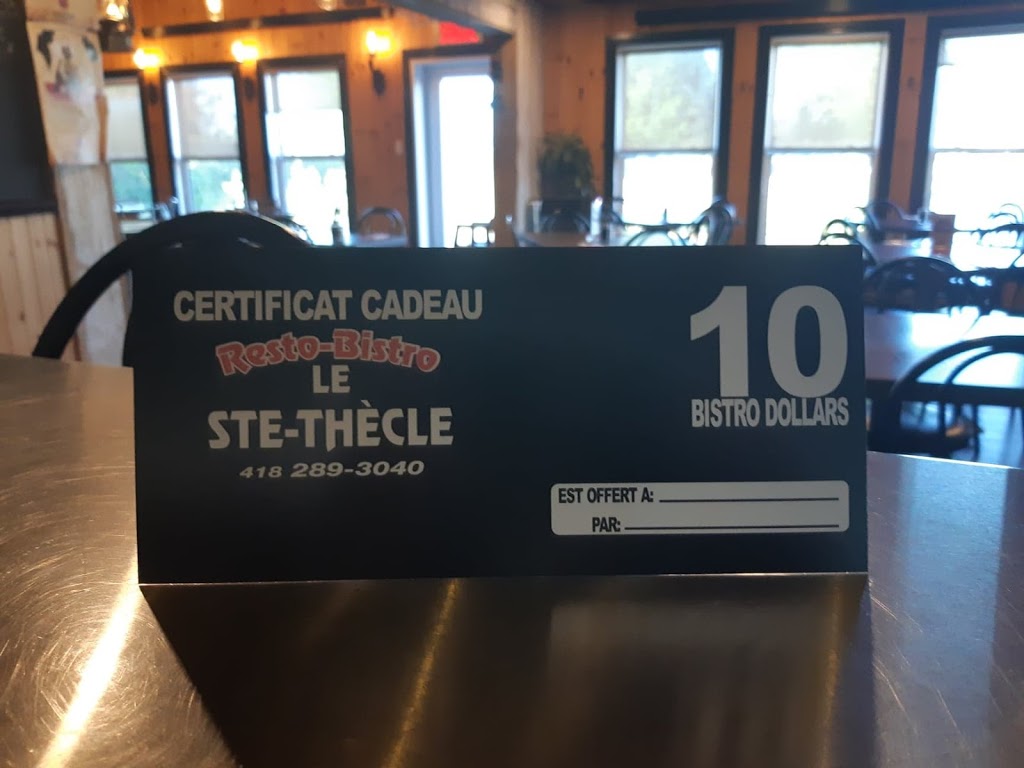 CERTIFICAT CADEAU
Resto-Bistro
LE
STE-THÈCLE
418 289-3040
10
BISTRO DOLLARS
EST OFFERT A:
PAR: